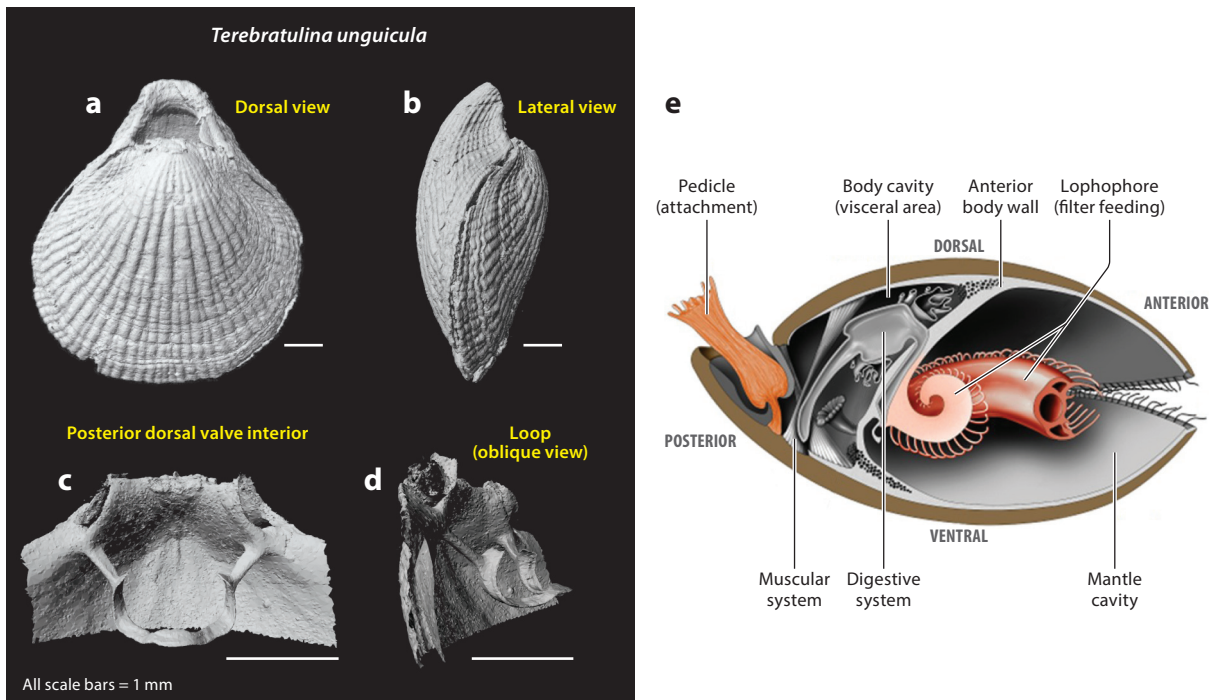 Terebratulina unguicula
a
Dorsal view
b
Lateral view
Posterior dorsal valve interior
c
Loop
(oblique view)
d
All scale bars = 1 mm
e
Pedicle
(attachment)
Body cavity
(visceral area)
Anterior
body wall
Lophophore
(filter feeding)
DORSAL
ANTERIOR
POSTERIOR
VENTRAL
Muscular
system
Digestive
system
Mantle
cavity